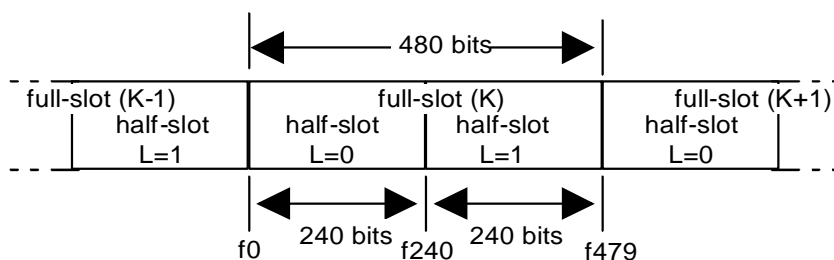 480 bits
full-slot (K-1) full-slot (K) full-slot (K+1)
half-slot half-slot half-slot half-slot
L=1 L=0 L=1 L=0
240 bits 240 bits
f0 f240 f479